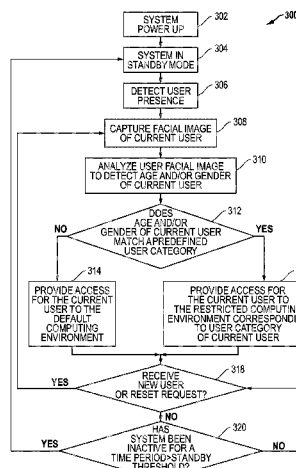 300
SYSTEM
POWER UP
302
SYSTEM IN
STANDBY MODE
304
DETECT USER
PRESENCE
306
CAPTURE FACIAL IMAGE
OF CURRENT USER
308
ANALYZE USER FACIAL IMAGE
TO DETECT AGE AND/OR GENDER
OF CURRENT USER
310
DOES
AGE AND/OR
GENDER OF CURRENT USER
MATCH A PREDEFINED
USER CATEGORY
312
NO
YES
314
PROVIDE ACCESS
FOR THE CURRENT
USER TO THE
DEFAULT
COMPUTING
ENVIRONMENT
PROVIDE ACCESS FOR
THE CURRENT USER TO
THE RESTRICTED COMPUTING
ENVIRONMENT CORRESPONDING
TO USER CATEGORY
OF CURRENT USER
RECEIVE
NEW USER
OR RESET REQUEST?
318
YES
NO
HAS
SYSTEM BEEN
INACTIVE FOR A
TIME PERIOD>STANDBY
THRESHOLD?
320
YES
NO